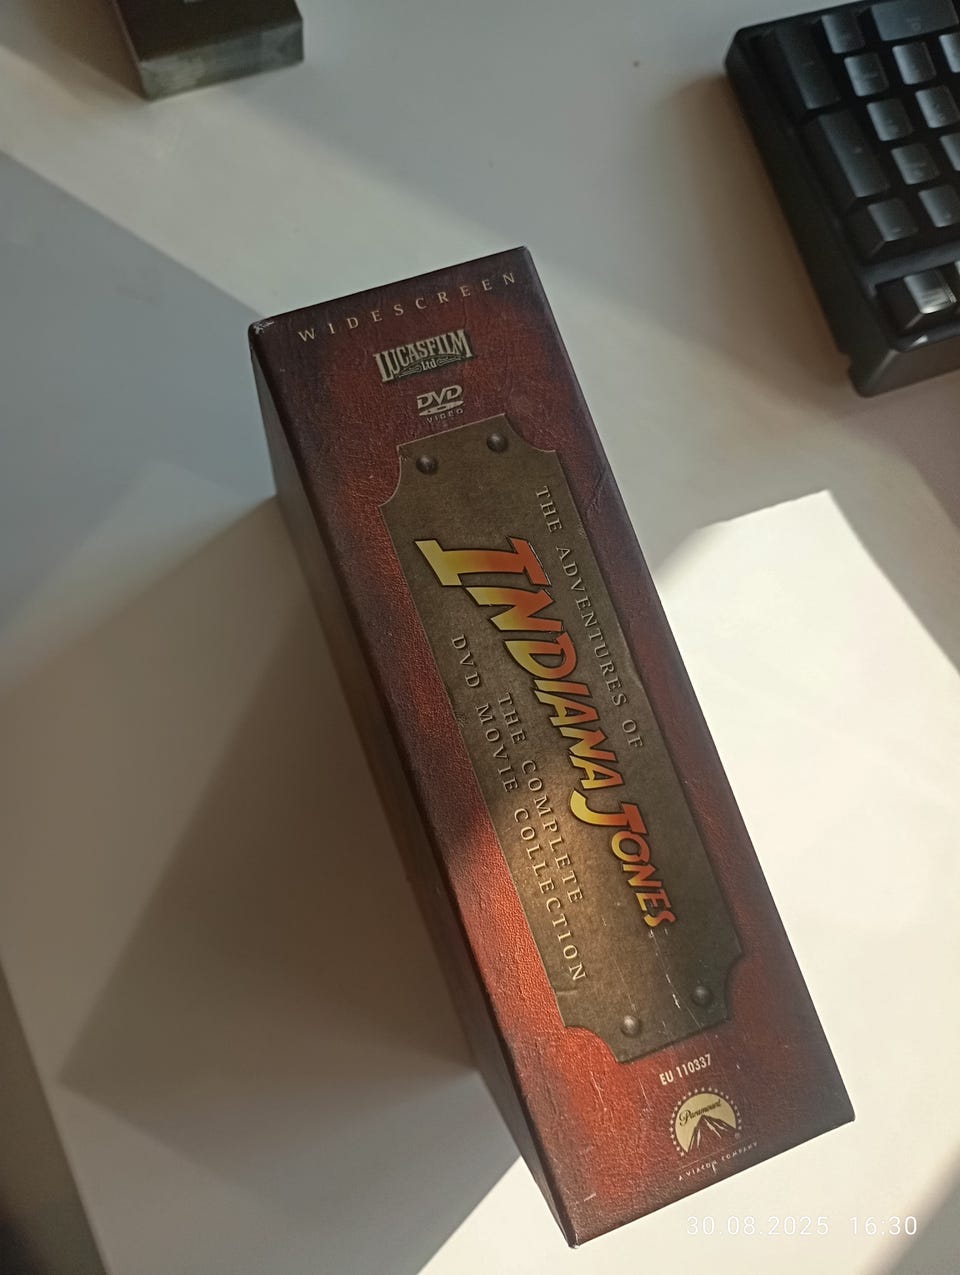 WIDESCREEN
LUCASFILM
Ltd
DVD
VIDEO
THE ADVENTURES OF
INDIANA JONES
THE COMPLETE
DVD MOVIE COLLECTION
EU 110337
Paramount
A VIACOM COMPANY
30.08.2025 16:30